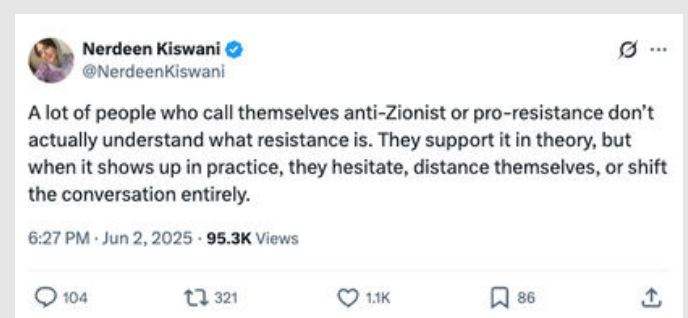 Nerdeen Kiswani
@NerdeenKiswani
A lot of people who call themselves anti-Zionist or pro-resistance don't
actually understand what resistance is. They support it in theory, but
when it shows up in practice, they hesitate, distance themselves, or shift
the conversation entirely.
6:27 PM · Jun 2, 2025 · 95.3K Views
104 321 1.1K 86